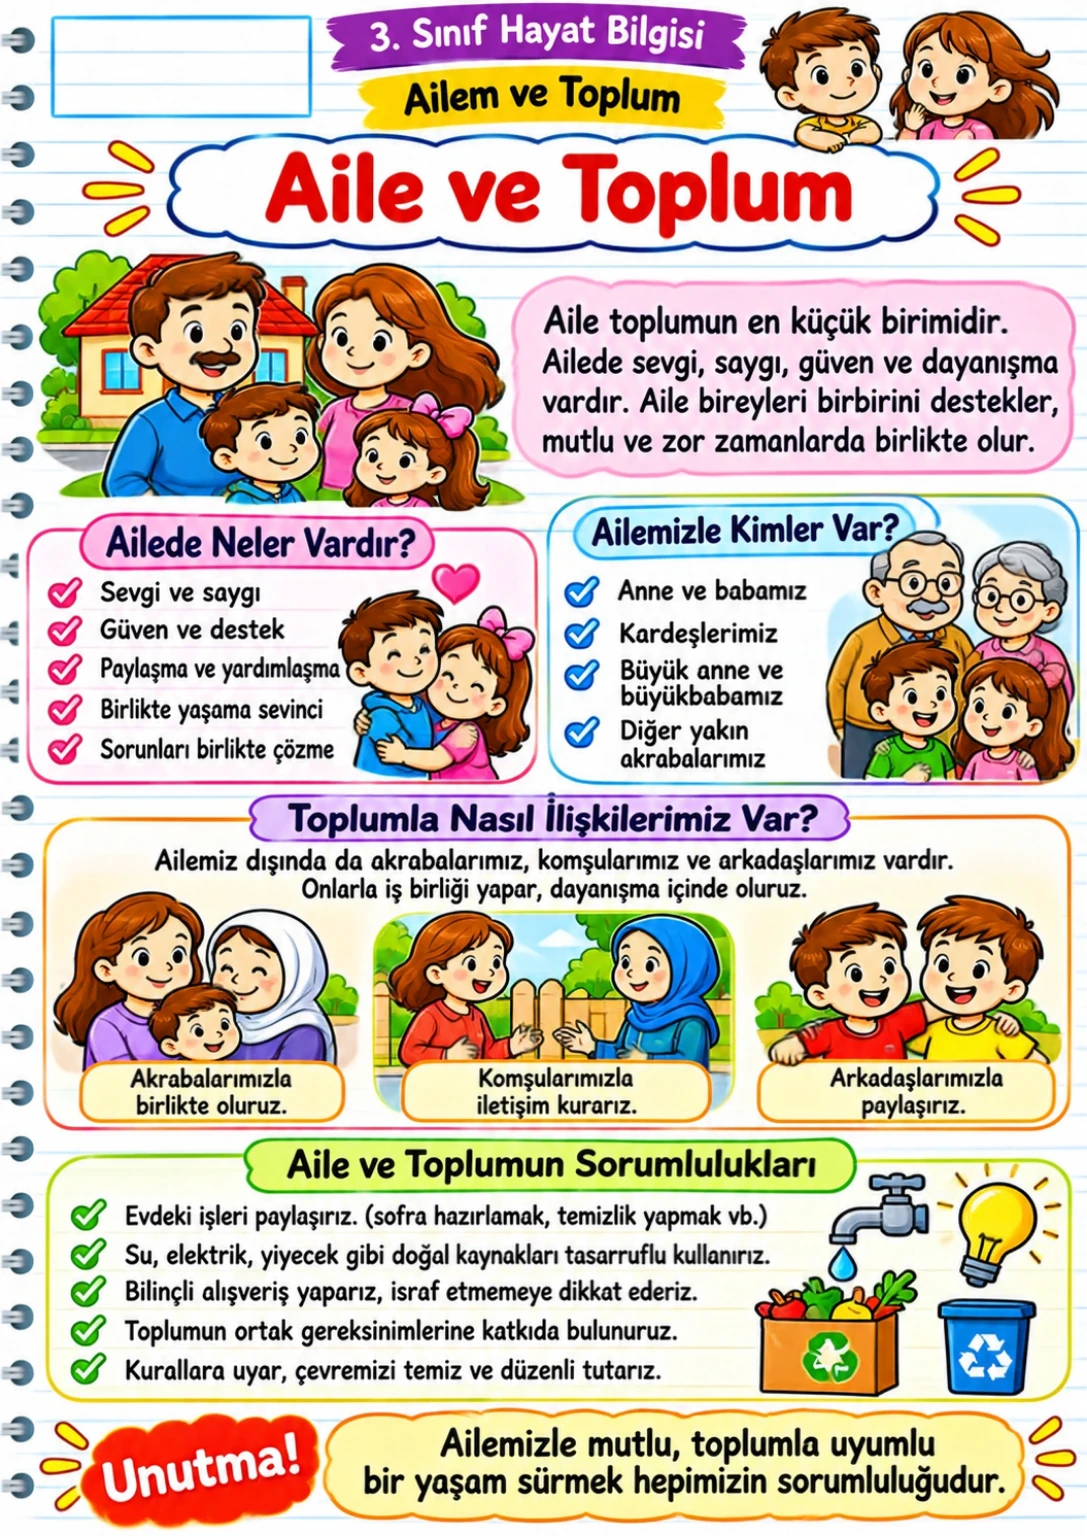 3. Sınıf Hayat Bilgisi
Ailem ve Toplum
Aile ve Toplum
Aile toplumun en küçük birimidir.
Ailede sevgi, saygı, güven ve dayanışma
vardır. Aile bireyleri birbirini destekler,
mutlu ve zor zamanlarda birlikte olur.
Ailede Neler Vardır?
Sevgi ve saygı
Güven ve destek
Paylaşma ve yardımlaşma
Birlikte yaşama sevinci
Sorunları birlikte çözme
Ailemizle Kimler Var?
Anne ve babamız
Kardeşlerimiz
Büyük anne ve
büyükbabamız
Diğer yakın
akrabalarımız
Toplumla Nasıl İlişkilerimiz Var?
Ailemiz dışında da akrabalarımız, komşularımız ve arkadaşlarımız vardır.
Onlarla iş birliği yapar, dayanışma içinde oluruz.
Akrabalarımızla
birlikte oluruz.
Komşularımızla
iletişim kurarız.
Arkadaşlarımızla
paylaşırız.
Aile ve Toplumun Sorumlulukları
Evdeki işleri paylaşırız. (sofra hazırlamak, temizlik yapmak vb.)
Su, elektrik, yiyecek gibi doğal kaynakları tasarruflu kullanırız.
Bilinçli alışveriş yaparız, israf etmemeye dikkat ederiz.
Toplumun ortak gereksinimlerine katkıda bulunuruz.
Kurallara uyar, çevremizi temiz ve düzenli tutarız.
Unutma!
Ailemizle mutlu, toplumla uyumlu
bir yaşam sürmek hepimizin sorumluluğudur.